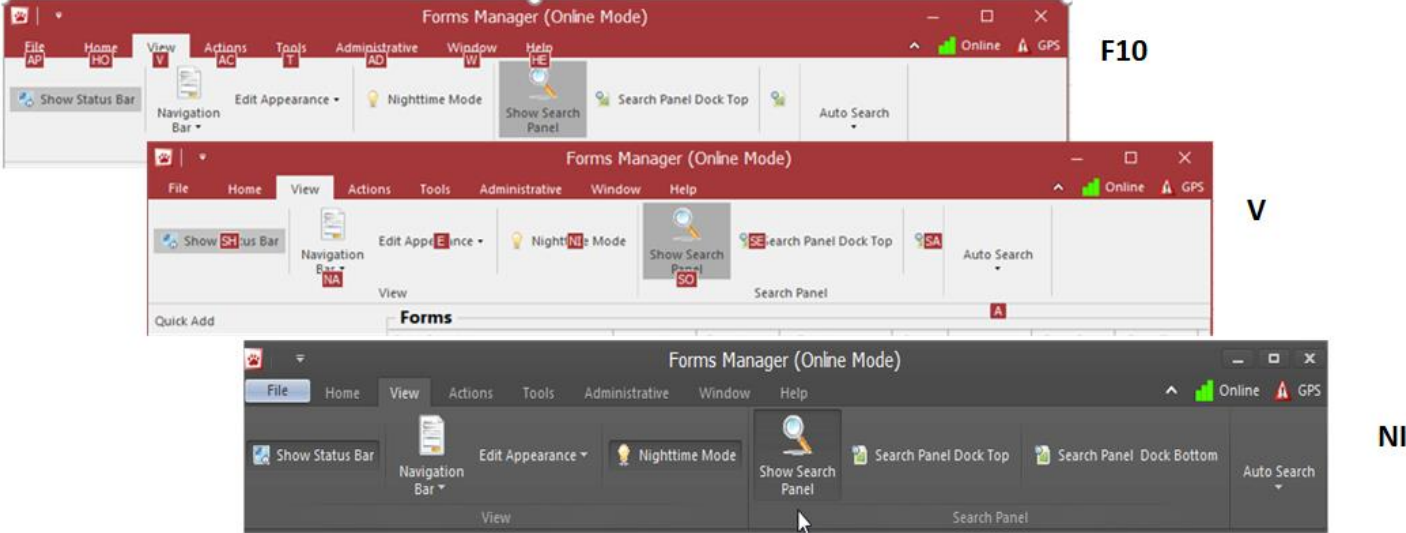 Forms Manager (Online Mode)
File Home View Actions Tools Administrative Window Help Online GPS
AP HO V AC T AD W HE
F10
Show Status Bar Navigation Bar Edit Appearance Nighttime Mode Show Search Panel Search Panel Dock Top Auto Search
Forms Manager (Online Mode)
File Home View Actions Tools Administrative Window Help Online GPS
V
Show SH tus Bar Navigation Bar Edit Appe E nce Nightt NI e Mode Show Search Panel SE earch Panel Dock Top SA Auto Search
NA SO
View Search Panel
A
Quick Add Forms
Forms Manager (Online Mode)
File Home View Actions Tools Administrative Window Help Online GPS
NI
Show Status Bar Navigation Bar Edit Appearance Nighttime Mode Show Search Panel Search Panel Dock Top Search Panel Dock Bottom Auto Search
View Search Panel